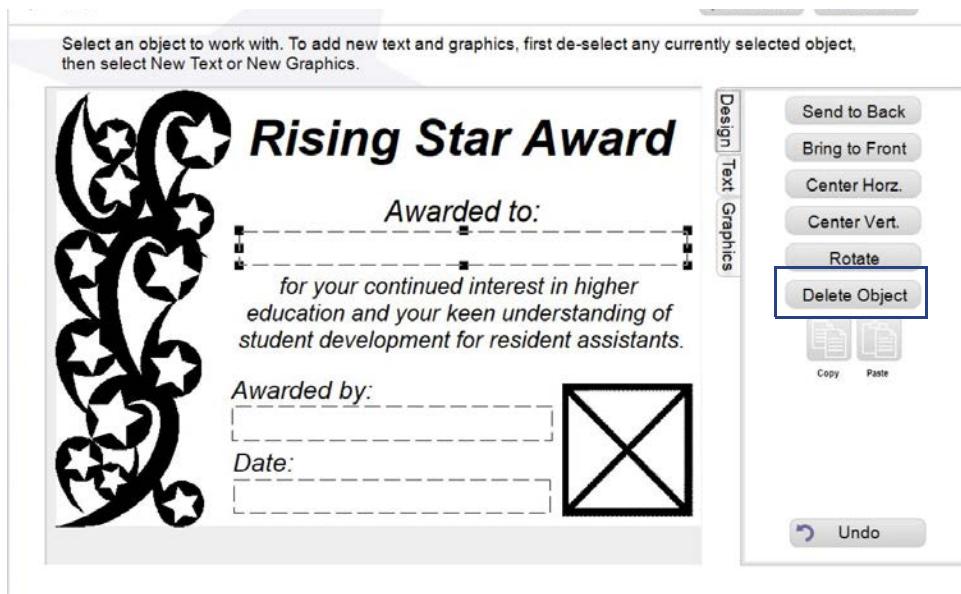 Select an object to work with. To add new text and graphics, first de-select any currently selected object,
then select New Text or New Graphics.
Rising Star Award
Awarded to:
for your continued interest in higher
education and your keen understanding of
student development for resident assistants.
Awarded by:
Date:
Design
Text
Graphics
Send to Back
Bring to Front
Center Horz.
Center Vert.
Rotate
Delete Object
Copy
Paste
Undo